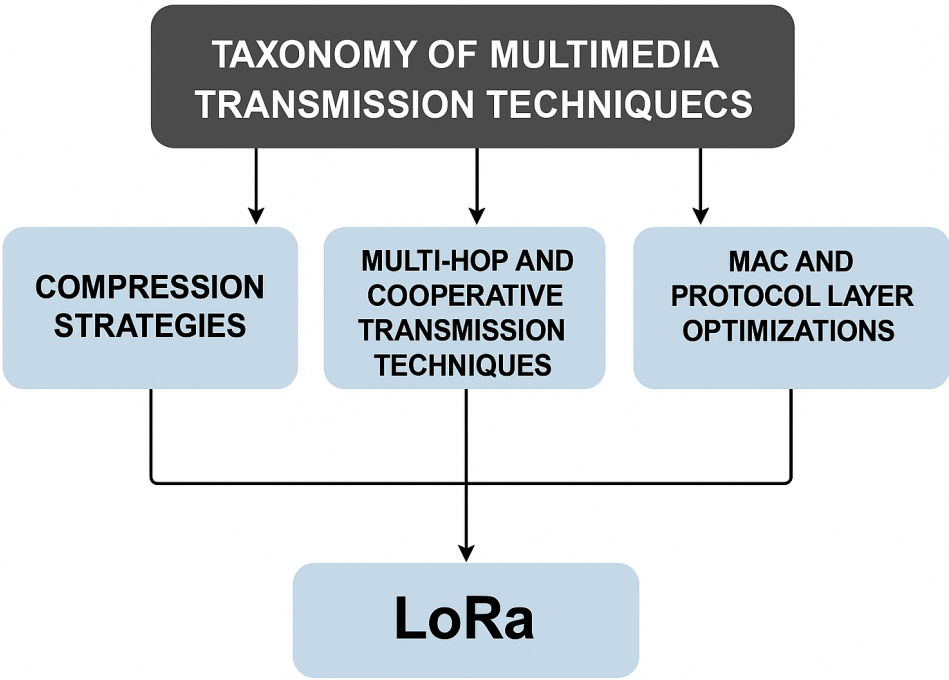 TAXONOMY OF MULTIMEDIA
TRANSMISSION TECHNIQUECS
COMPRESSION
STRATEGIES
MULTI-HOP AND
COOPERATIVE
TRANSMISSION
TECHNIQUES
MAC AND
PROTOCOL LAYER
OPTIMIZATIONS
LoRa